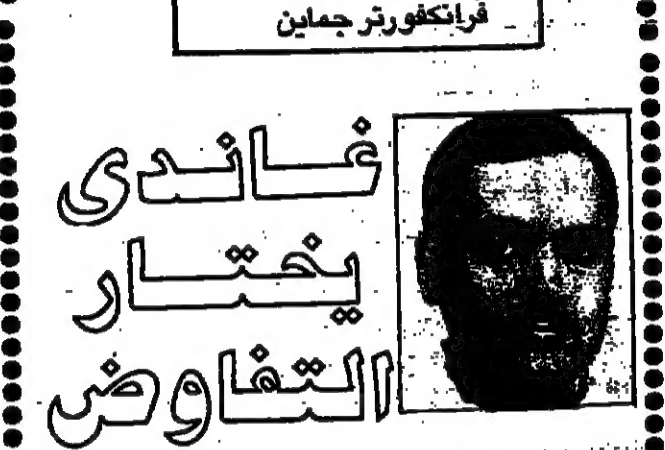 فرانكفورتر جماين
غاندى
يختار
التفاوض